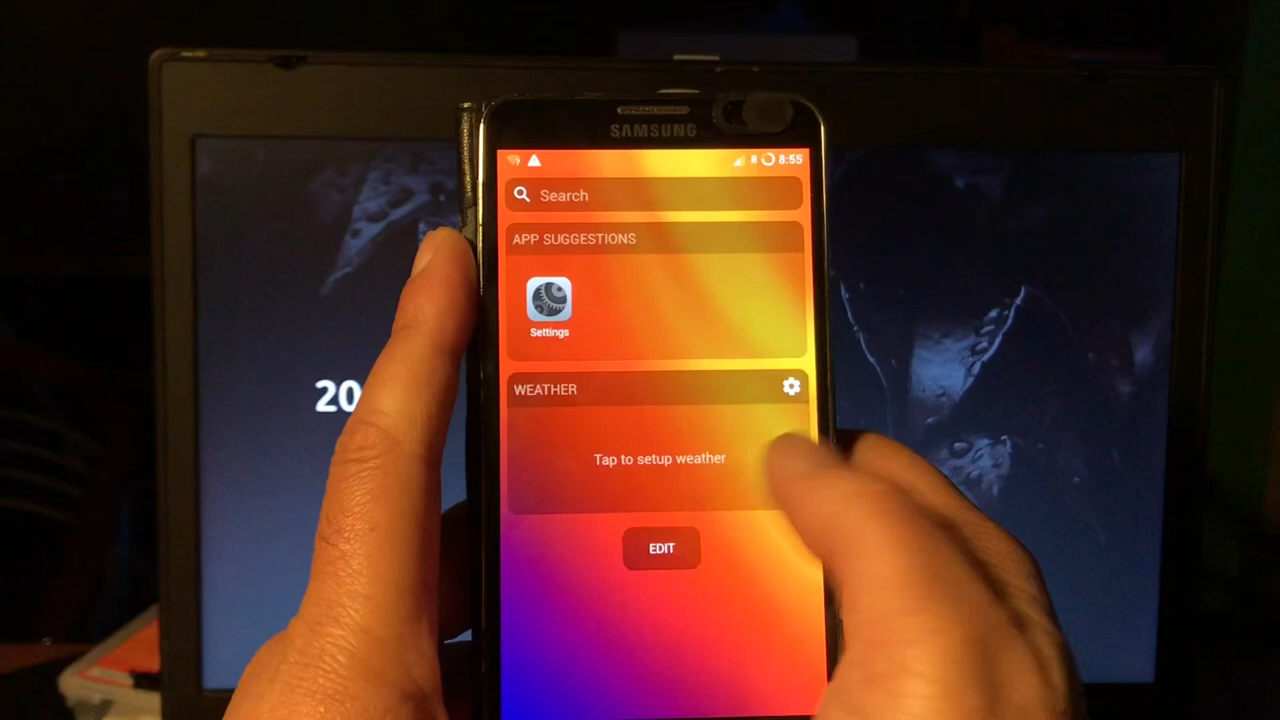 SAMSUNG
8:55
Search
APP SUGGESTIONS
Settings
WEATHER
Tap to setup weather
EDIT
20